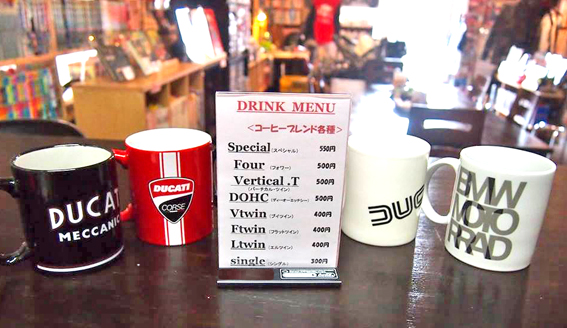 DRINK MENU
<コーヒーブレンド各種>
Special(スペシャル) 550円
Four (フォワー) 500円
Vertical .T 500円
(バーチカル・ツイン)
DOHC (ディーオーエッチシー) 500円
Vtwin (ブイツイン) 400円
Ftwin (フラットツイン) 400円
Ltwin (エルツイン) 400円
single (シングル) 300円
DUCAT
MECCANIC
DUCATI
CORSE
DUC
BMW
MOTO
RRAD